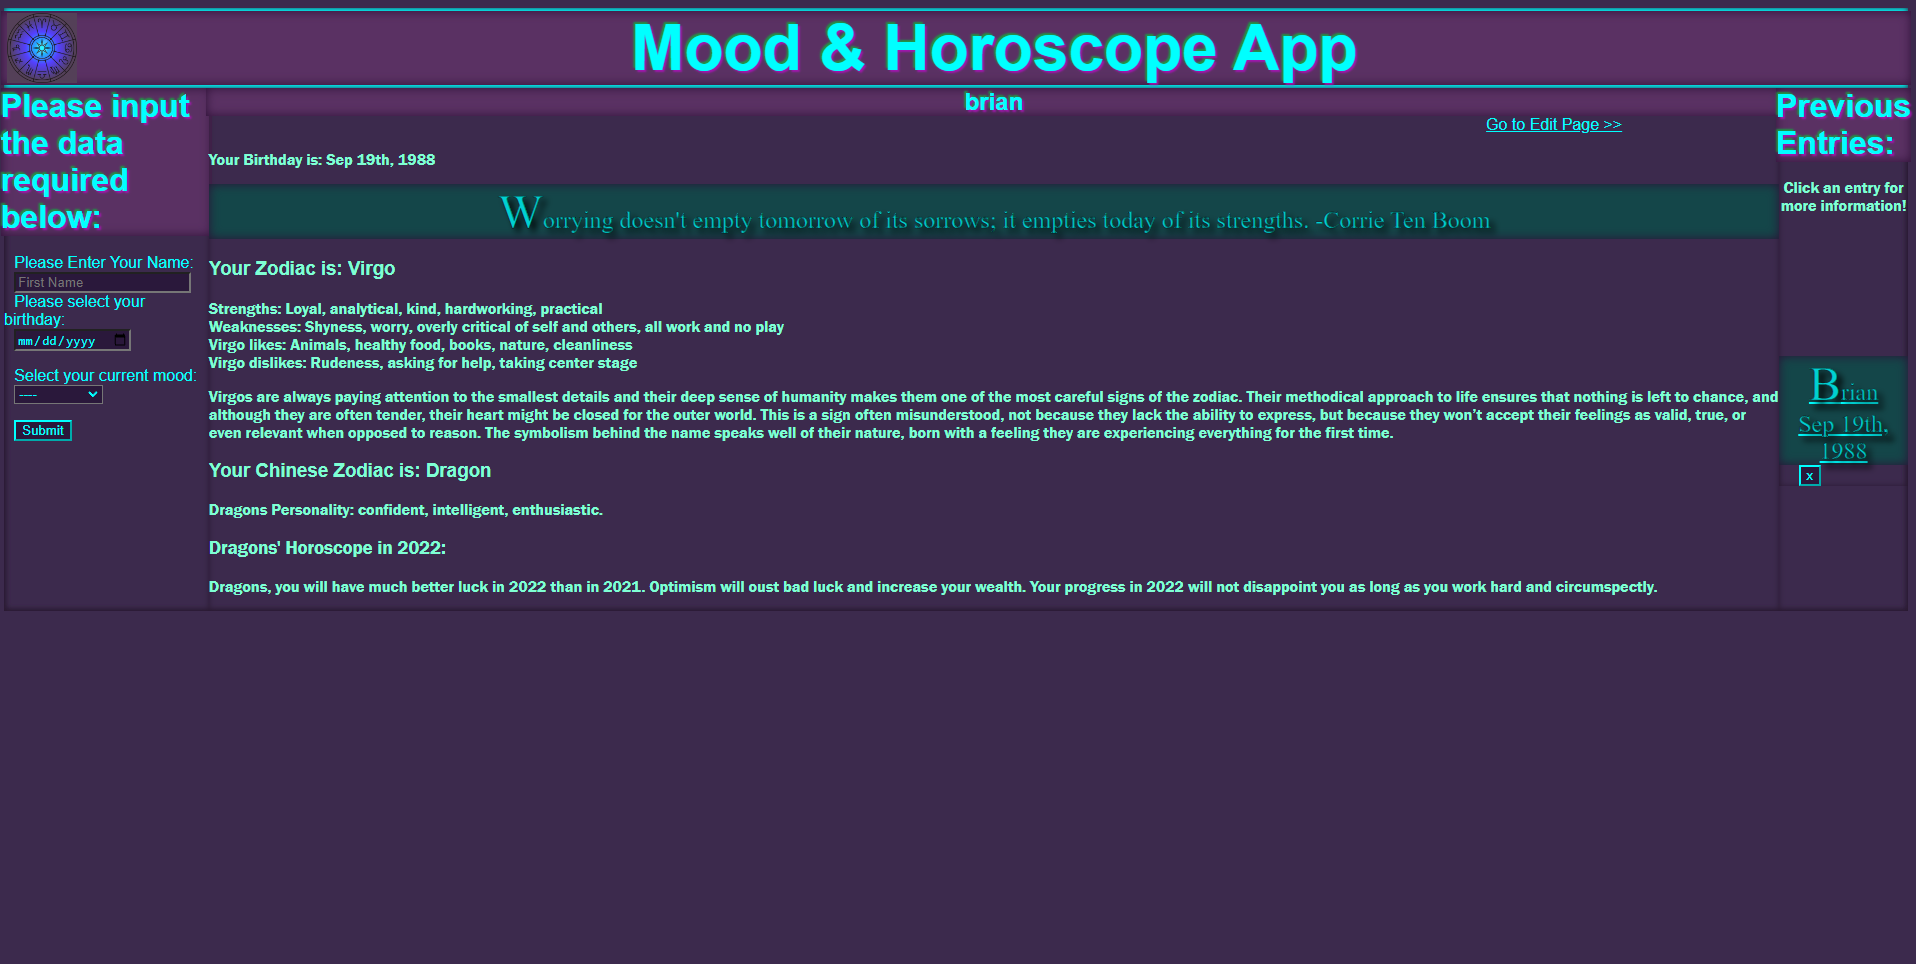 Mood & Horoscope App
Please input
the data
required
below:
Please Enter Your Name:
First Name
Please select your
birthday:
mm/dd/yyyy
Select your current mood:
----
Submit
brian
Go to Edit Page >>
Your Birthday is: Sep 19th, 1988
Worrying doesn't empty tomorrow of its sorrows; it empties today of its strengths. -Corrie Ten Boom
Your Zodiac is: Virgo
Strengths: Loyal, analytical, kind, hardworking, practical
Weaknesses: Shyness, worry, overly critical of self and others, all work and no play
Virgo likes: Animals, healthy food, books, nature, cleanliness
Virgo dislikes: Rudeness, asking for help, taking center stage
Virgos are always paying attention to the smallest details and their deep sense of humanity makes them one of the most careful signs of the zodiac. Their methodical approach to life ensures that nothing is left to chance, and
although they are often tender, their heart might be closed for the outer world. This is a sign often misunderstood, not because they lack the ability to express, but because they won’t accept their feelings as valid, true, or
even relevant when opposed to reason. The symbolism behind the name speaks well of their nature, born with a feeling they are experiencing everything for the first time.
Your Chinese Zodiac is: Dragon
Dragons Personality: confident, intelligent, enthusiastic.
Dragons' Horoscope in 2022:
Dragons, you will have much better luck in 2022 than in 2021. Optimism will oust bad luck and increase your wealth. Your progress in 2022 will not disappoint you as long as you work hard and circumspectly.
Previous
Entries:
Click an entry for
more information!
Brian
Sep 19th,
1988
x